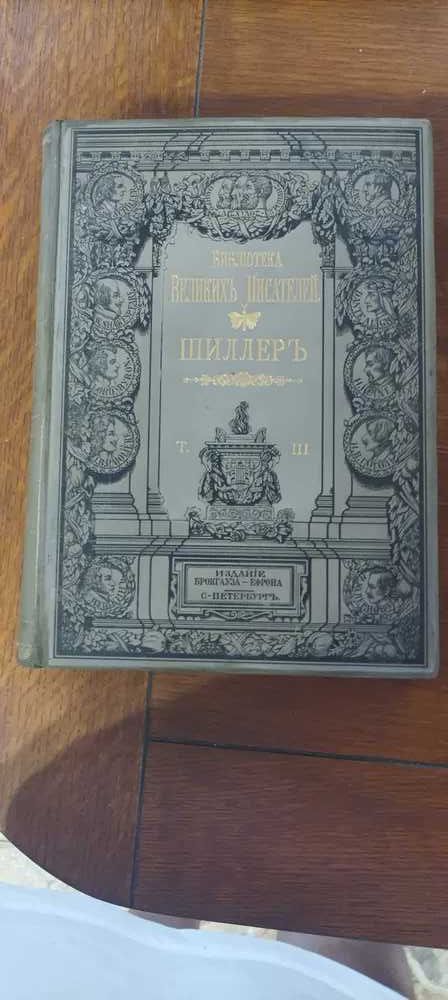 Библіотека
Великихъ Писателей
Шиллеръ
Т. III
ИЗДАНІЕ
БРОКГАУЗА–ЕФРОНА
С-ПЕТЕРБУРГЪ.